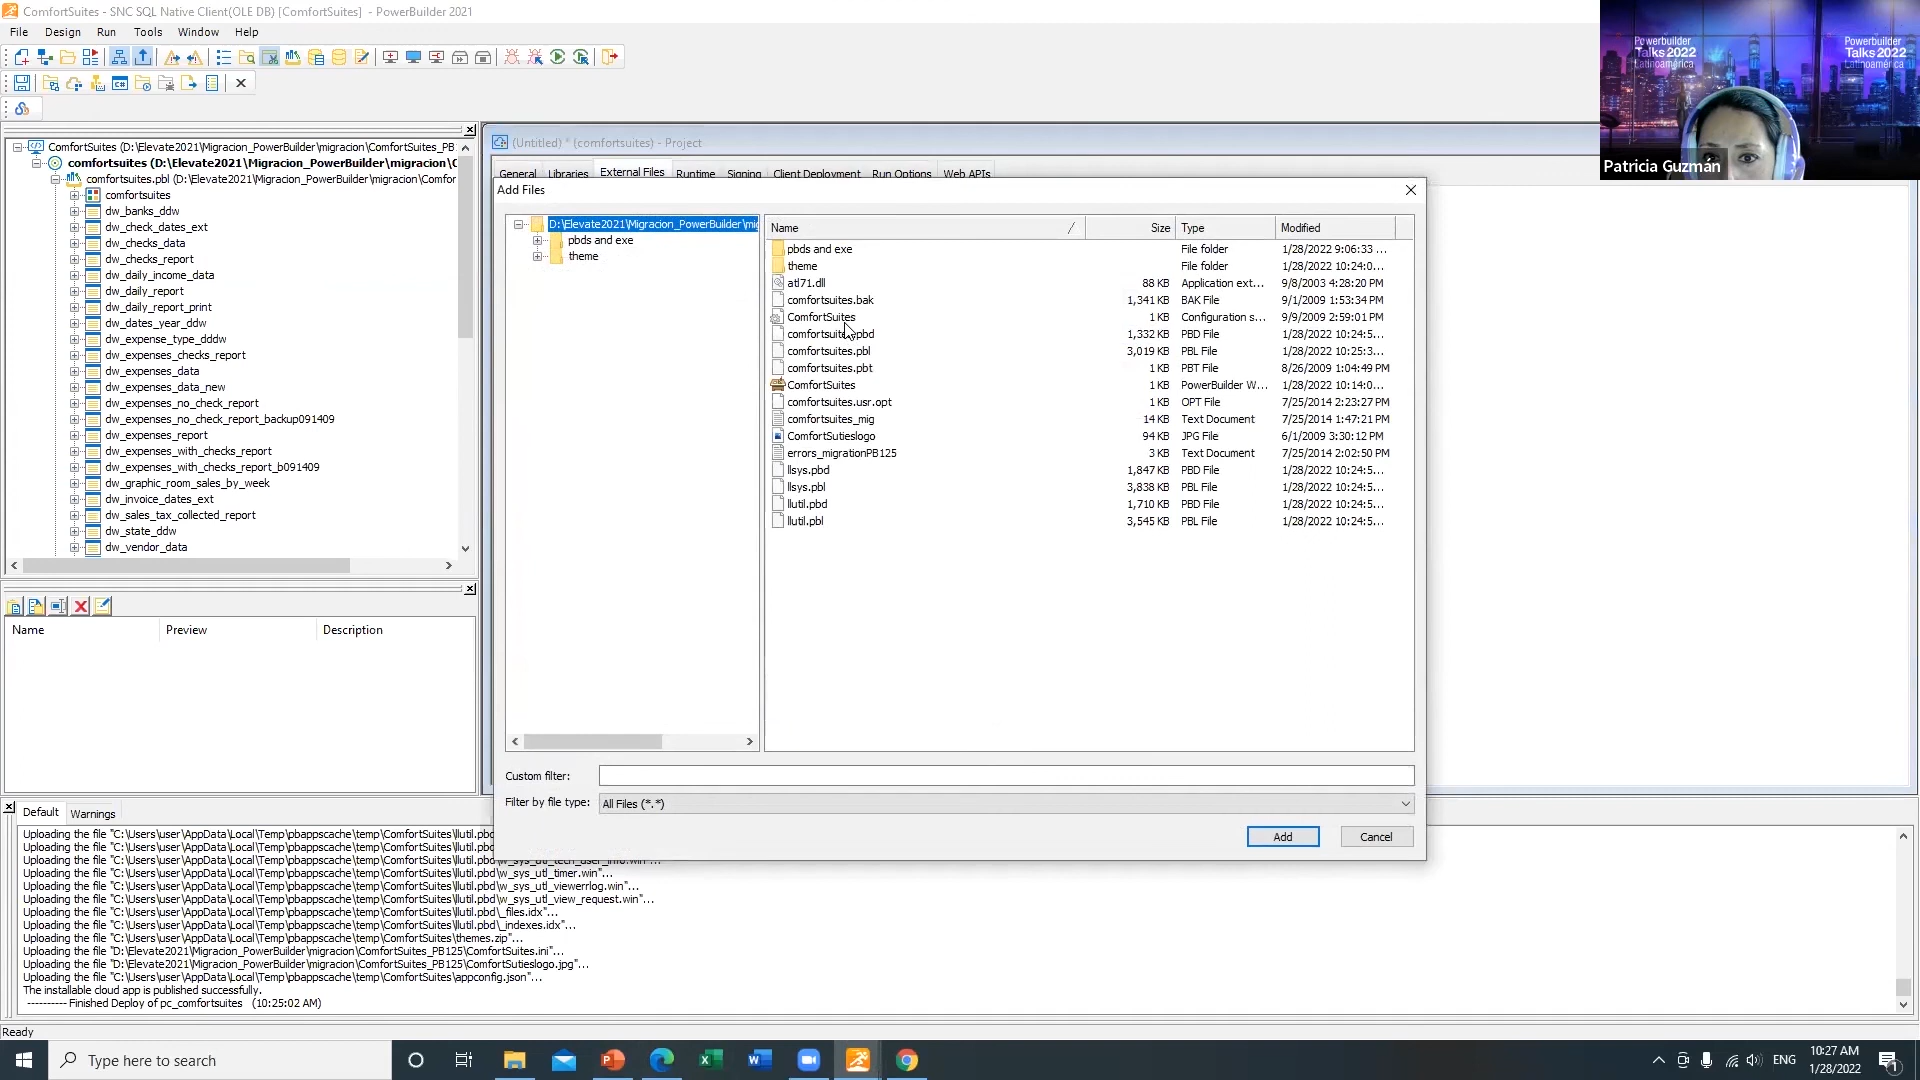 ComfortSuites - SNC SQL Native Client(OLE DB) [ComfortSuites] - PowerBuilder 2021
File Design Run Tools Window Help
Powerbuilder Talks 2022 Latinoamérica
Powerbuilder Talks 2022 Latinoamérica
Patricia Guzmán
ComfortSuites (D:\Elevate2021\Migracion_PowerBuilder\migracion\ComfortSuites_PB
comfortsuites (D:\Elevate2021\Migracion_PowerBuilder\migracion\C
comfortsuites.pbl (D:\Elevate2021\Migracion_PowerBuilder\migracion\Comfor
comfortsuites
dw_banks_ddw
dw_check_dates_ext
dw_checks_data
dw_checks_report
dw_daily_income_data
dw_daily_report
dw_daily_report_print
dw_dates_year_ddw
dw_expense_type_dddw
dw_expenses_checks_report
dw_expenses_data
dw_expenses_data_new
dw_expenses_no_check_report
dw_expenses_no_check_report_backup091409
dw_expenses_report
dw_expenses_with_checks_report
dw_expenses_with_checks_report_b091409
dw_graphic_room_sales_by_week
dw_invoice_dates_ext
dw_sales_tax_collected_report
dw_state_ddw
dw_vendor_data
Name Preview Description
(Untitled) * (comfortsuites) - Project
General Libraries External Files Runtime Signing Client Deployment Run Options Web APIs
Add Files
D:\Elevate2021\Migracion_PowerBuilder\mig
pbds and exe
theme
Name / Size Type Modified
pbds and exe File folder 1/28/2022 9:06:33 ...
theme File folder 1/28/2022 10:24:0...
atl71.dll 88 KB Application ext... 9/8/2003 4:28:20 PM
comfortsuites.bak 1,341 KB BAK File 9/1/2009 1:53:34 PM
ComfortSuites 1 KB Configuration s... 9/9/2009 2:59:01 PM
comfortsuites.pbd 1,332 KB PBD File 1/28/2022 10:24:5...
comfortsuites.pbl 3,019 KB PBL File 1/28/2022 10:25:3...
comfortsuites.pbt 1 KB PBT File 8/26/2009 1:04:49 PM
ComfortSuites 1 KB PowerBuilder W... 1/28/2022 10:14:0...
comfortsuites.usr.opt 1 KB OPT File 7/25/2014 2:23:27 PM
comfortsuites_mig 14 KB Text Document 7/25/2014 1:47:21 PM
ComfortSutieslogo 94 KB JPG File 6/1/2009 3:30:12 PM
errors_migrationPB125 3 KB Text Document 7/25/2014 2:02:50 PM
llsys.pbd 1,847 KB PBD File 1/28/2022 10:24:5...
llsys.pbl 3,838 KB PBL File 1/28/2022 10:24:5...
llutil.pbd 1,710 KB PBD File 1/28/2022 10:24:5...
llutil.pbl 3,545 KB PBL File 1/28/2022 10:24:5...
Custom filter:
Filter by file type: All Files (*.*)
Add Cancel
Default Warnings
Uploading the file "C:\Users\user\AppData\Local\Temp\pbappscache\temp\ComfortSuites\llutil.pbd
Uploading the file "C:\Users\user\AppData\Local\Temp\pbappscache\temp\ComfortSuites\llutil.pbd
Uploading the file "C:\Users\user\AppData\Local\Temp\pbappscache\temp\ComfortSuites\llutil.pbd\w_sys_utl_tech_user_info.win"...
Uploading the file "C:\Users\user\AppData\Local\Temp\pbappscache\temp\ComfortSuites\llutil.pbd\w_sys_utl_timer.win"...
Uploading the file "C:\Users\user\AppData\Local\Temp\pbappscache\temp\ComfortSuites\llutil.pbd\w_sys_utl_viewerrlog.win"...
Uploading the file "C:\Users\user\AppData\Local\Temp\pbappscache\temp\ComfortSuites\llutil.pbd\w_sys_utl_view_request.win"...
Uploading the file "C:\Users\user\AppData\Local\Temp\pbappscache\temp\ComfortSuites\llutil.pbd\_files.idx"...
Uploading the file "C:\Users\user\AppData\Local\Temp\pbappscache\temp\ComfortSuites\llutil.pbd\_indexes.idx"...
Uploading the file "C:\Users\user\AppData\Local\Temp\pbappscache\temp\ComfortSuites\themes.zip"...
Uploading the file "D:\Elevate2021\Migracion_PowerBuilder\migracion\ComfortSuites_PB125\ComfortSuites.ini"...
Uploading the file "D:\Elevate2021\Migracion_PowerBuilder\migracion\ComfortSuites_PB125\ComfortSutieslogo.jpg"...
Uploading the file "C:\Users\user\AppData\Local\Temp\pbappscache\temp\ComfortSuites\appconfig.json"...
The installable cloud app is published successfully.
---------- Finished Deploy of pc_comfortsuites (10:25:02 AM)
Ready
Type here to search
ENG
10:27 AM
1/28/2022